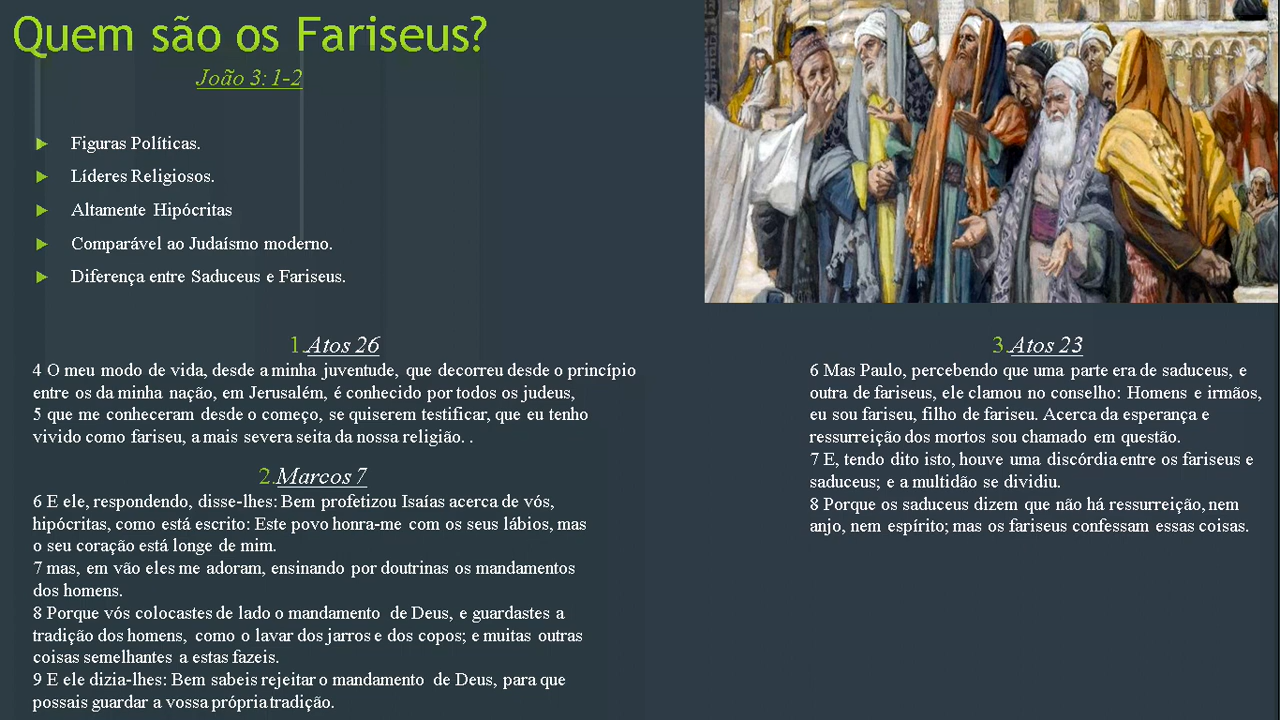 Quem são os Fariseus?
João 3: 1-2
Figuras Políticas.
Líderes Religiosos.
Altamente Hipócritas
Comparável ao Judaísmo moderno.
Diferença entre Saduceus e Fariseus.
1.Atos 26
4 O meu modo de vida, desde a minha juventude, que decorreu desde o princípio
entre os da minha nação, em Jerusalém, é conhecido por todos os judeus,
5 que me conheceram desde o começo, se quiserem testificar, que eu tenho
vivido como fariseu, a mais severa seita da nossa religião. .
2.Marcos 7
6 E ele, respondendo, disse-lhes: Bem profetizou Isaías acerca de vós,
hipócritas, como está escrito: Este povo honra-me com os seus lábios, mas
o seu coração está longe de mim.
7 mas, em vão eles me adoram, ensinando por doutrinas os mandamentos
dos homens.
8 Porque vós colocastes de lado o mandamento de Deus, e guardastes a
tradição dos homens, como o lavar dos jarros e dos copos; e muitas outras
coisas semelhantes a estas fazeis.
9 E ele dizia-lhes: Bem sabeis rejeitar o mandamento de Deus, para que
possais guardar a vossa própria tradição.
3.Atos 23
6 Mas Paulo, percebendo que uma parte era de saduceus, e
outra de fariseus, ele clamou no conselho: Homens e irmãos,
eu sou fariseu, filho de fariseu. Acerca da esperança e
ressurreição dos mortos sou chamado em questão.
7 E, tendo dito isto, houve uma discórdia entre os fariseus e
saduceus; e a multidão se dividiu.
8 Porque os saduceus dizem que não há ressurreição, nem
anjo, nem espírito; mas os fariseus confessam essas coisas.